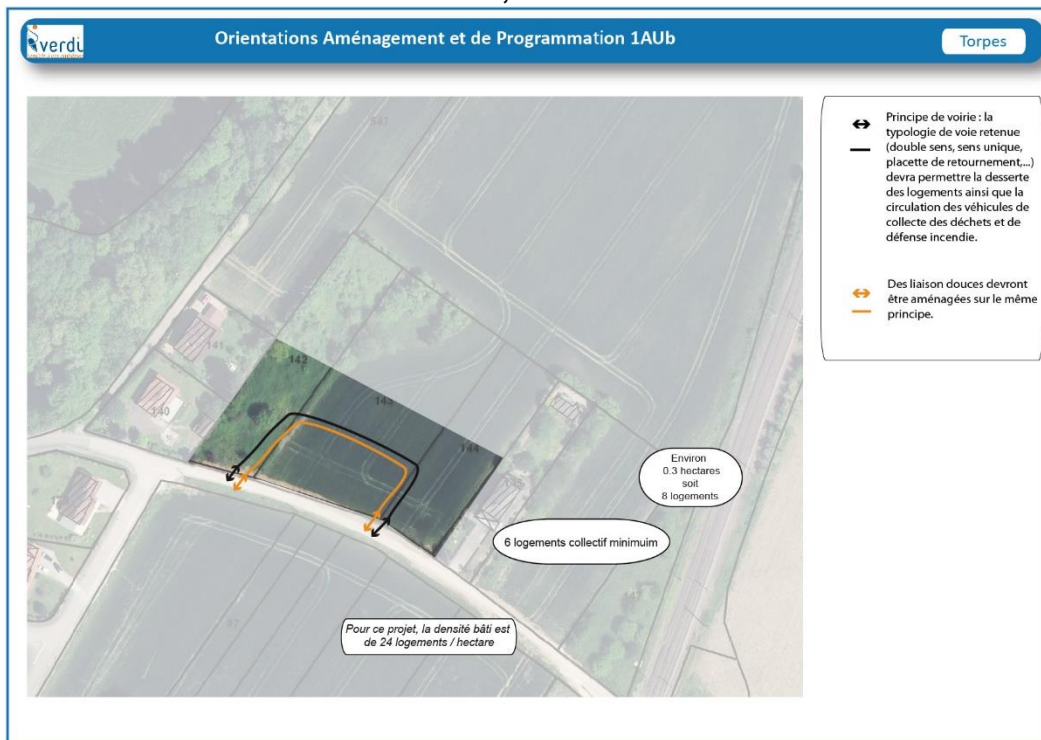 verdi
Orientations Aménagement et de Programmation 1AUb
Torpes
Principe de voirie : la
typologie de voie retenue
(double sens, sens unique,
placette de retournement,...)
devra permettre la desserte
des logements ainsi que la
circulation des véhicules de
collecte des déchets et de
défense incendie.
Des liaison douces devront
être aménagées sur le même
principe.
141
142
140
143
144
Environ
0.3 hectares
soit
8 logements
6 logements collectif minimuim
Pour ce projet, la densité bâti est
de 24 logements / hectare
97